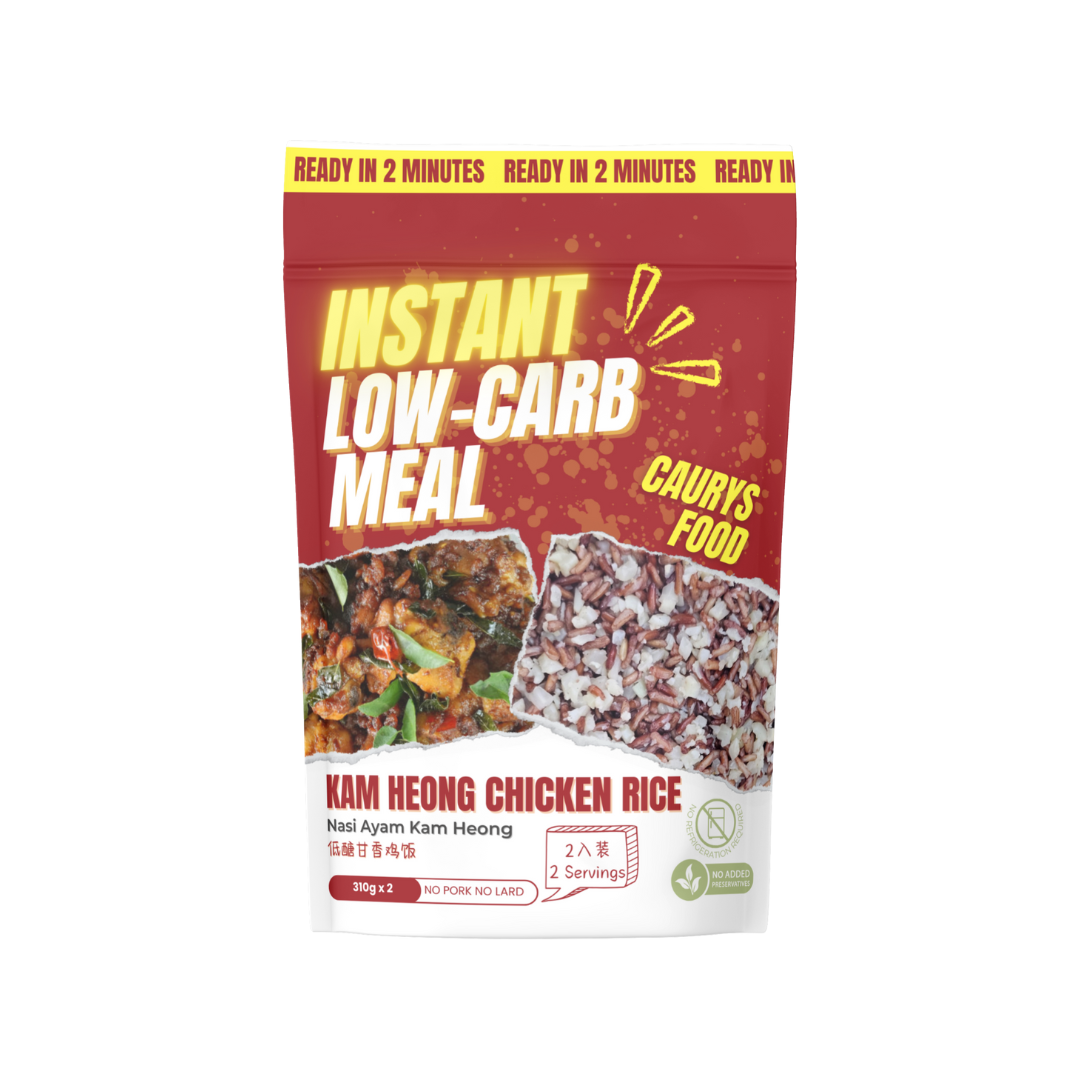 READY IN 2 MINUTES READY IN 2 MINUTES READY IN
INSTANT
LOW-CARB
MEAL
CAURYS
FOOD
KAM HEONG CHICKEN RICE
Nasi Ayam Kam Heong
低醣甘香鸡饭
310g x 2
NO PORK NO LARD
2入装
2 Servings
NO REFRIGERATION REQUIRED
NO ADDED
PRESERVATIVES